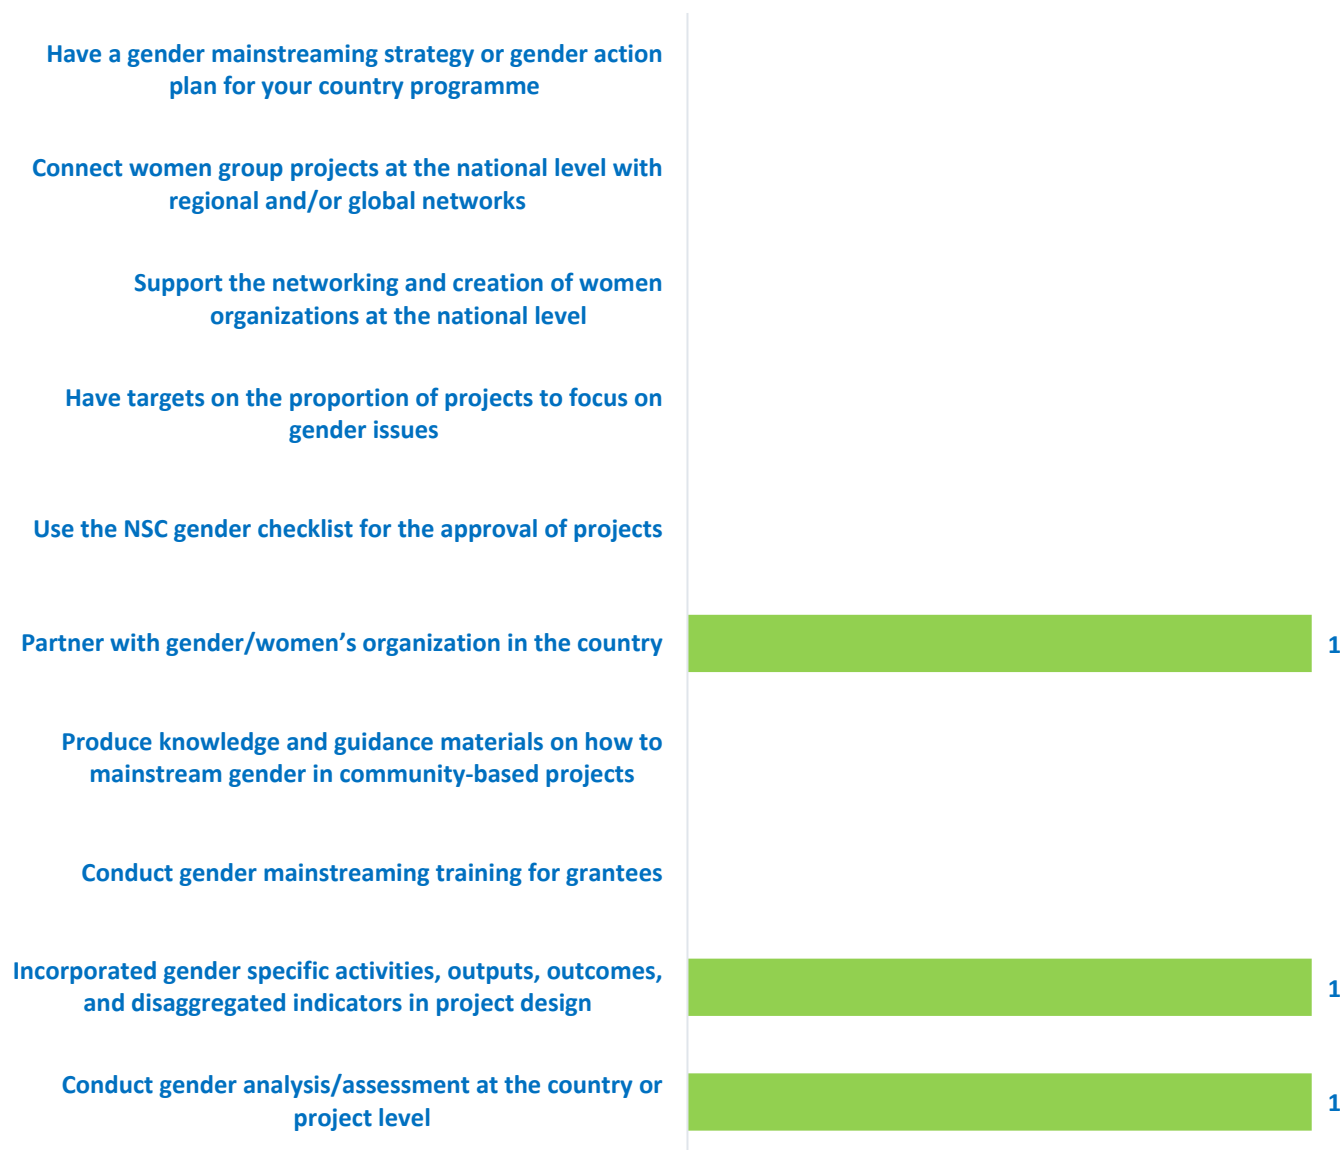 Have a gender mainstreaming strategy or gender action
plan for your country programme
Connect women group projects at the national level with
regional and/or global networks
Support the networking and creation of women
organizations at the national level
Have targets on the proportion of projects to focus on
gender issues
Use the NSC gender checklist for the approval of projects
Partner with gender/women’s organization in the country
1
Produce knowledge and guidance materials on how to
mainstream gender in community-based projects
Conduct gender mainstreaming training for grantees
Incorporated gender specific activities, outputs, outcomes,
and disaggregated indicators in project design
1
Conduct gender analysis/assessment at the country or
project level
1